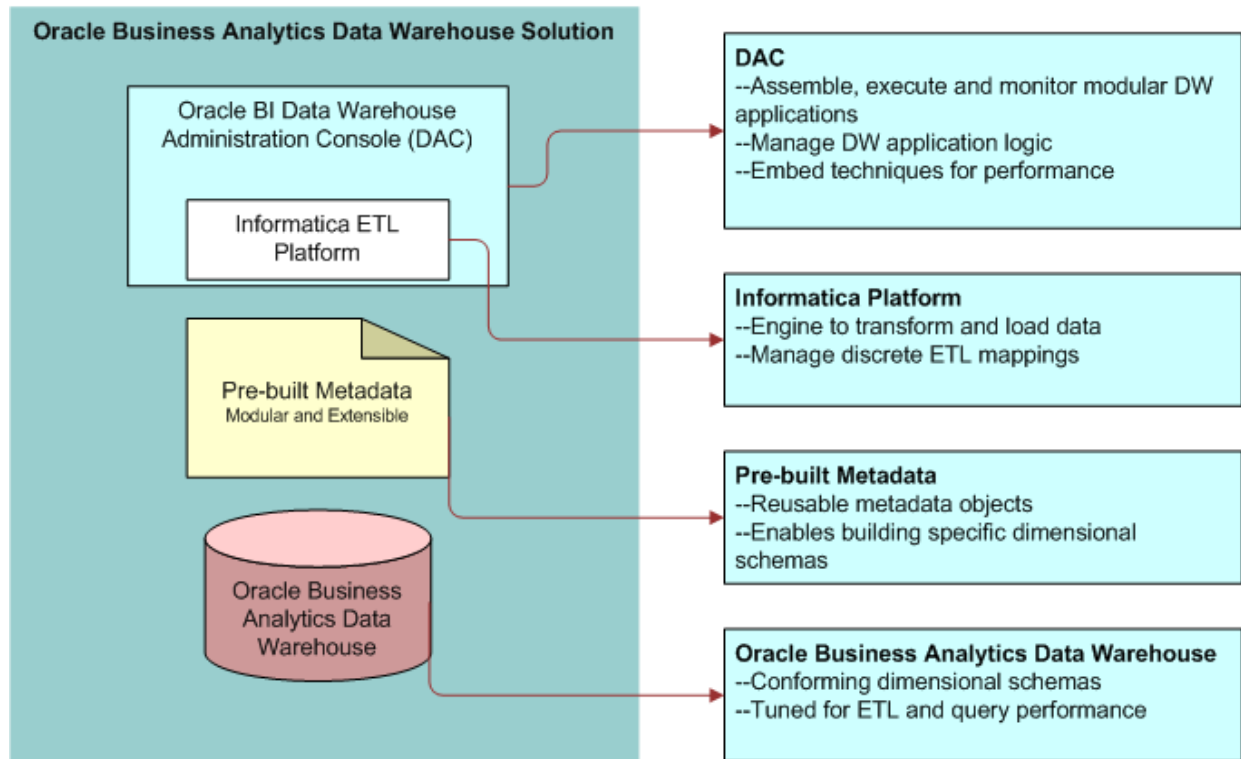 Oracle Business Analytics Data Warehouse Solution
Oracle BI Data Warehouse
Administration Console (DAC)
Informatica ETL
Platform
Pre-built Metadata
Modular and Extensible
Oracle Business
Analytics Data
Warehouse
DAC
--Assemble, execute and monitor modular DW
applications
--Manage DW application logic
--Embed techniques for performance
Informatica Platform
--Engine to transform and load data
--Manage discrete ETL mappings
Pre-built Metadata
--Reusable metadata objects
--Enables building specific dimensional
schemas
Oracle Business Analytics Data Warehouse
--Conforming dimensional schemas
--Tuned for ETL and query performance